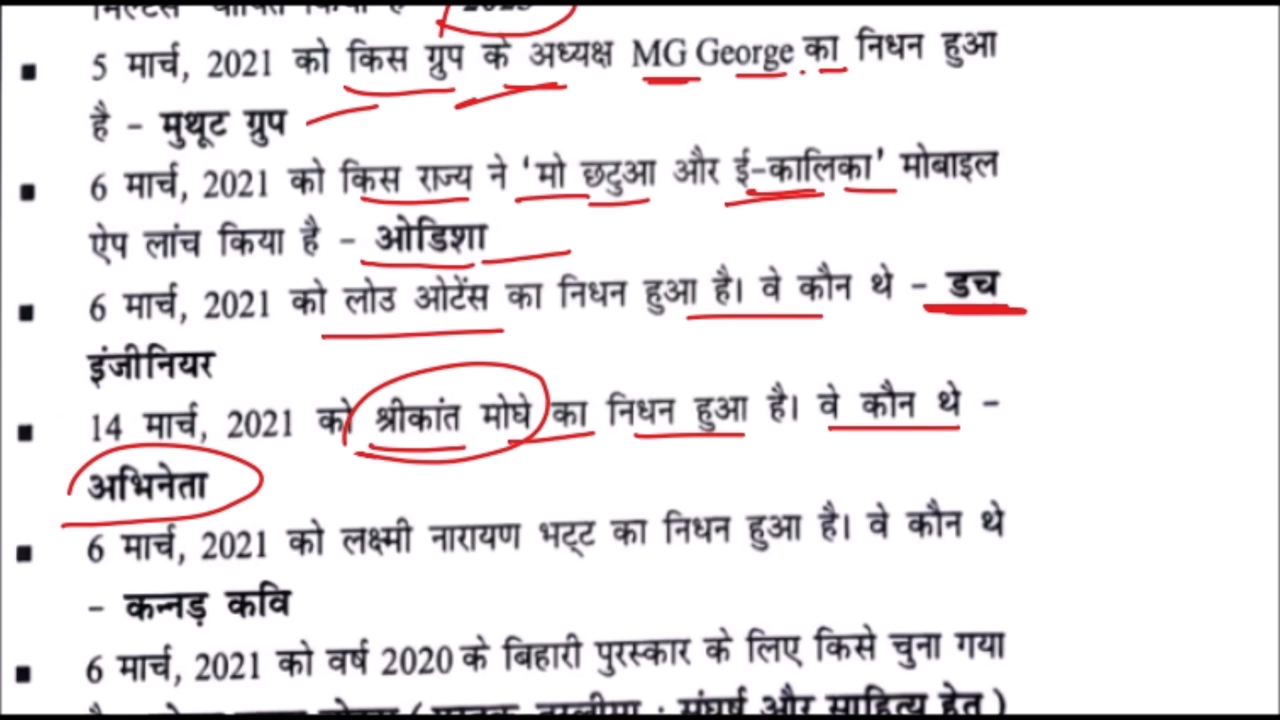 5 मार्च, 2021 को किस ग्रुप के अध्यक्ष MG George का निधन हुआ
है - मुथूट ग्रुप
6 मार्च, 2021 को किस राज्य ने 'मो छटुआ और ई-कालिका' मोबाइल
ऐप लांच किया है - ओडिशा
6 मार्च, 2021 को लोउ ओटेंस का निधन हुआ है। वे कौन थे - डच
इंजीनियर
14 मार्च, 2021 को श्रीकांत मोघे का निधन हुआ है। वे कौन थे -
अभिनेता
6 मार्च, 2021 को लक्ष्मी नारायण भट्ट का निधन हुआ है। वे कौन थे
- कन्नड़ कवि
6 मार्च, 2021 को वर्ष 2020 के बिहारी पुरस्कार के लिए किसे चुना गया
संघर्ष और साहित्य हेतु )